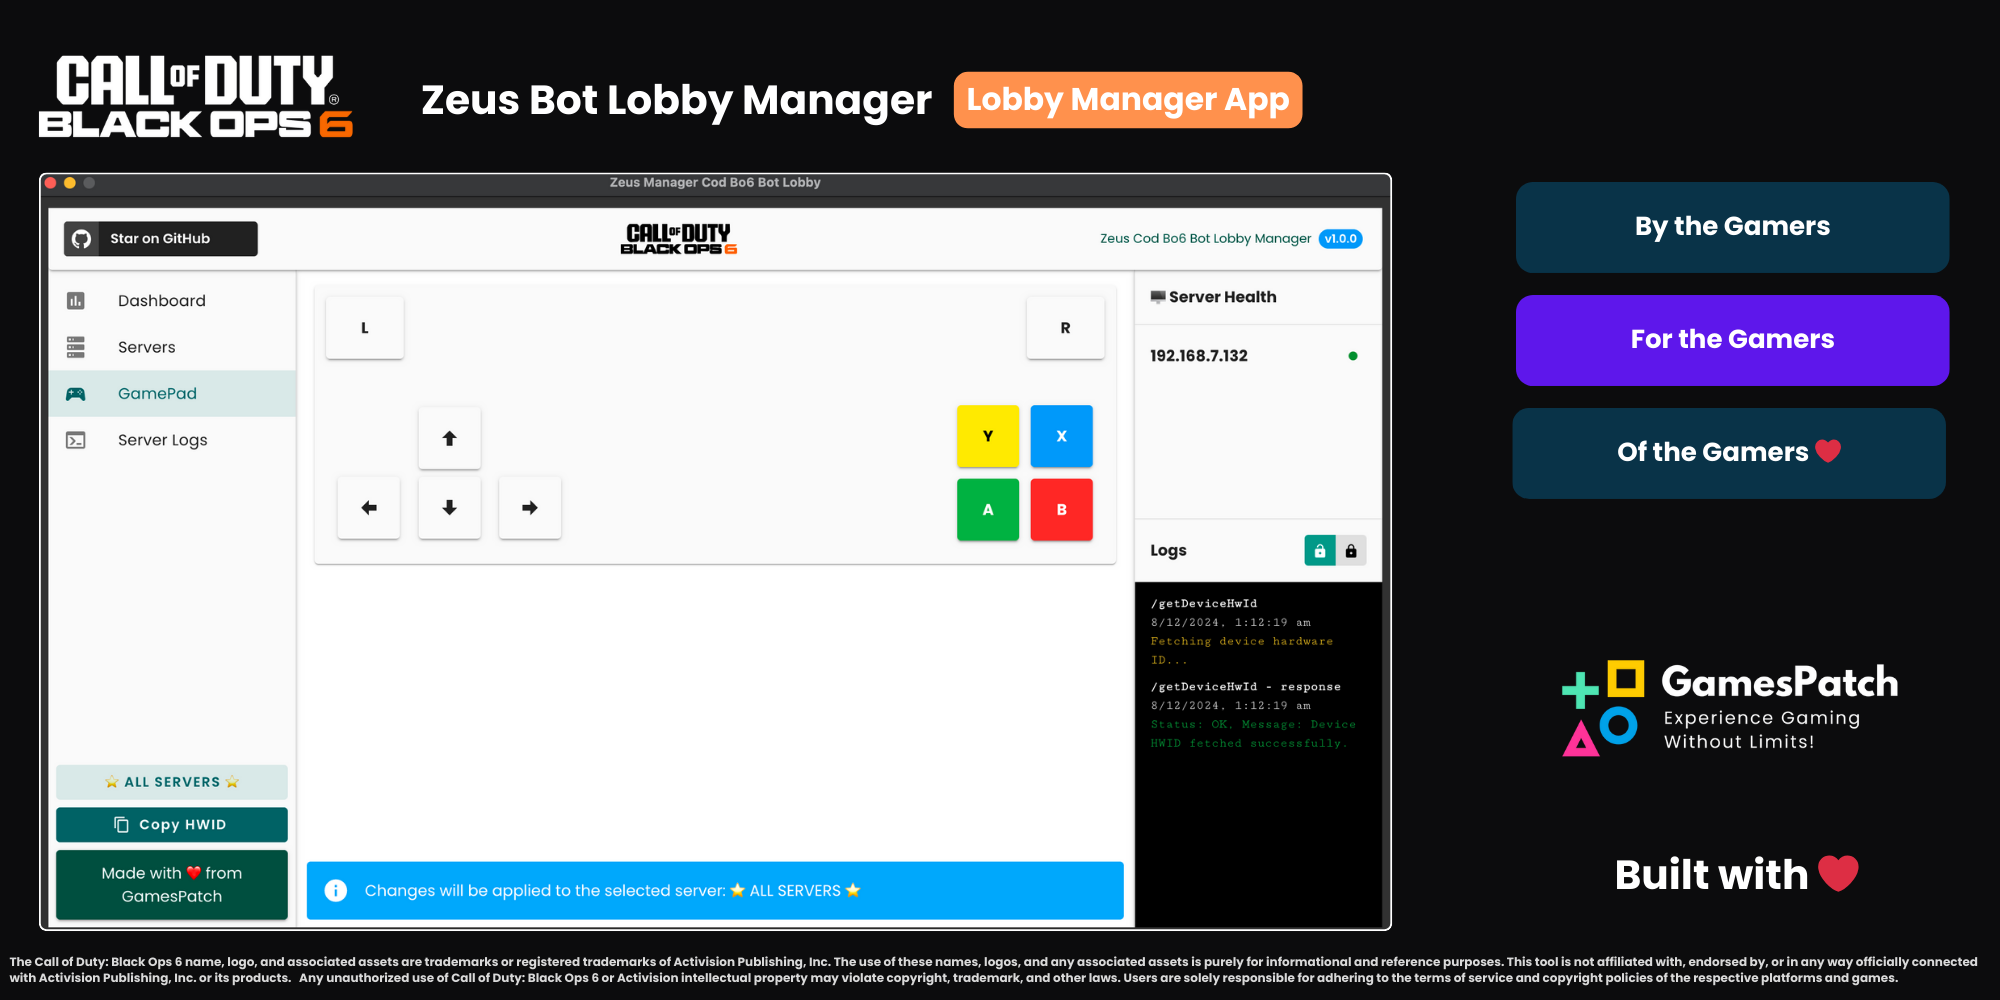 CALL OF DUTY®
BLACK OPS 6
Zeus Bot Lobby Manager
Lobby Manager App
Zeus Manager Cod Bo6 Bot Lobby
Star on GitHub
CALL OF DUTY
BLACK OPS 6
Zeus Cod Bo6 Bot Lobby Manager v1.0.0
Dashboard
Servers
GamePad
Server Logs
⭐ ALL SERVERS ⭐
Copy HWID
Made with ❤️ from
GamesPatch
L
R
Y
X
A
B
Changes will be applied to the selected server: ⭐ ALL SERVERS ⭐
Server Health
192.168.7.132
Logs
/getDeviceHwId
8/12/2024, 1:12:19 am
Fetching device hardware
ID...
/getDeviceHwId - response
8/12/2024, 1:12:19 am
Status: OK, Message: Device
HWID fetched successfully.
By the Gamers
For the Gamers
Of the Gamers ❤️
GamesPatch
Experience Gaming
Without Limits!
Built with ❤️
The Call of Duty: Black Ops 6 name, logo, and associated assets are trademarks or registered trademarks of Activision Publishing, Inc. The use of these names, logos, and any associated assets is purely for informational and reference purposes. This tool is not affiliated with, endorsed by, or in any way officially connected
with Activision Publishing, Inc. or its products. Any unauthorized use of Call of Duty: Black Ops 6 or Activision intellectual property may violate copyright, trademark, and other laws. Users are solely responsible for adhering to the terms of service and copyright policies of the respective platforms and games.